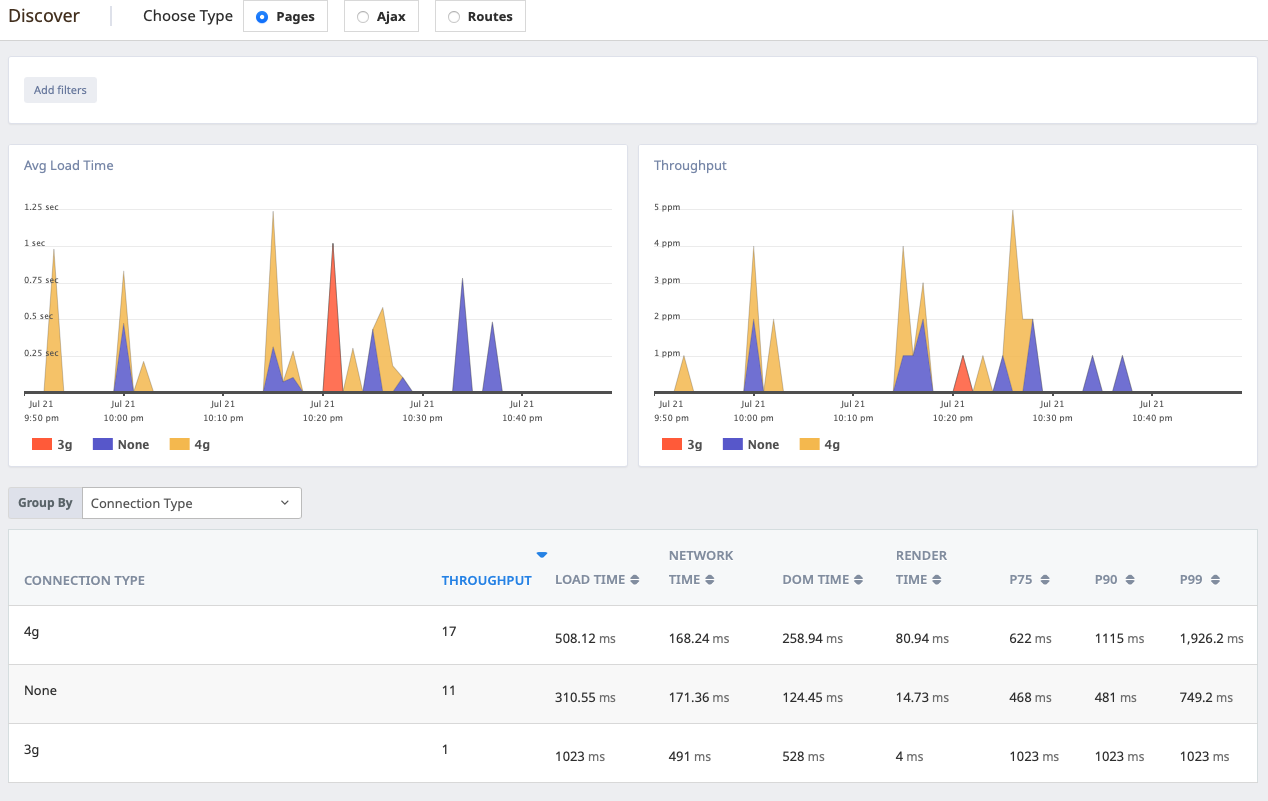 Discover
Choose Type
Pages
Ajax
Routes
Add filters
Avg Load Time
1.25 sec
1 sec
0.75 sec
0.5 sec
0.25 sec
Jul 21 Jul 21 Jul 21 Jul 21 Jul 21 Jul 21
9:50 pm 10:00 pm 10:10 pm 10:20 pm 10:30 pm 10:40 pm
3g None 4g
Throughput
5 ppm
4 ppm
3 ppm
2 ppm
1 ppm
Jul 21 Jul 21 Jul 21 Jul 21 Jul 21 Jul 21
9:50 pm 10:00 pm 10:10 pm 10:20 pm 10:30 pm 10:40 pm
3g None 4g
Group By Connection Type
NETWORK RENDER
CONNECTION TYPE THROUGHPUT LOAD TIME TIME DOM TIME TIME P75 P90 P99
4g 17 508.12 ms 168.24 ms 258.94 ms 80.94 ms 622 ms 1115 ms 1,926.2 ms
None 11 310.55 ms 171.36 ms 124.45 ms 14.73 ms 468 ms 481 ms 749.2 ms
3g 1 1023 ms 491 ms 528 ms 4 ms 1023 ms 1023 ms 1023 ms